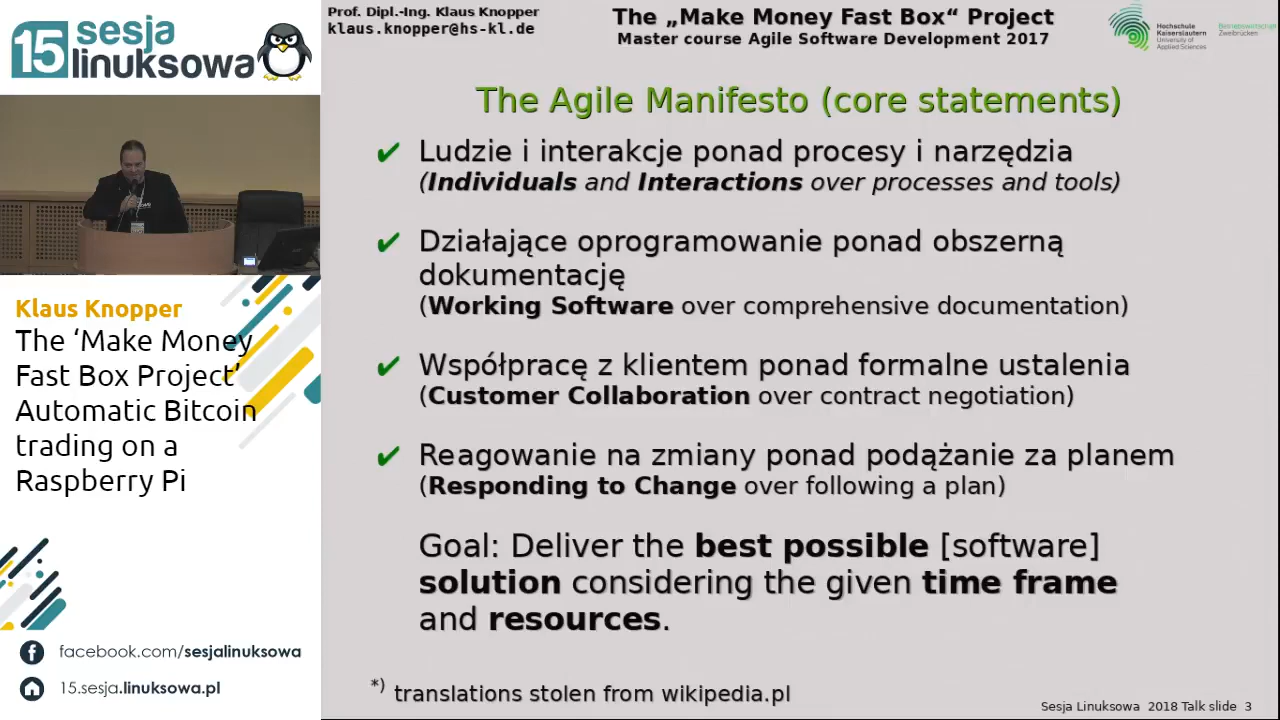 15 sesja
linuksowa
Klaus Knopper
The ‘Make Money
Fast Box Project’
Automatic Bitcoin
trading on a
Raspberry Pi
facebook.com/sesjalinuksowa
15.sesja.linuksowa.pl
Prof. Dipl.-Ing. Klaus Knopper
klaus.knopper@hs-kl.de
The „Make Money Fast Box“ Project
Master course Agile Software Development 2017
Hochschule
Kaiserslautern
University of
Applied Sciences
Betriebswirtschaft
Zweibrücken
The Agile Manifesto (core statements)
✔ Ludzie i interakcje ponad procesy i narzędzia
(Individuals and Interactions over processes and tools)
✔ Działające oprogramowanie ponad obszerną
dokumentację
(Working Software over comprehensive documentation)
✔ Współpracę z klientem ponad formalne ustalenia
(Customer Collaboration over contract negotiation)
✔ Reagowanie na zmiany ponad podążanie za planem
(Responding to Change over following a plan)
Goal: Deliver the best possible [software]
solution considering the given time frame
and resources.
*) translations stolen from wikipedia.pl
Sesja Linuksowa 2018 Talk slide 3